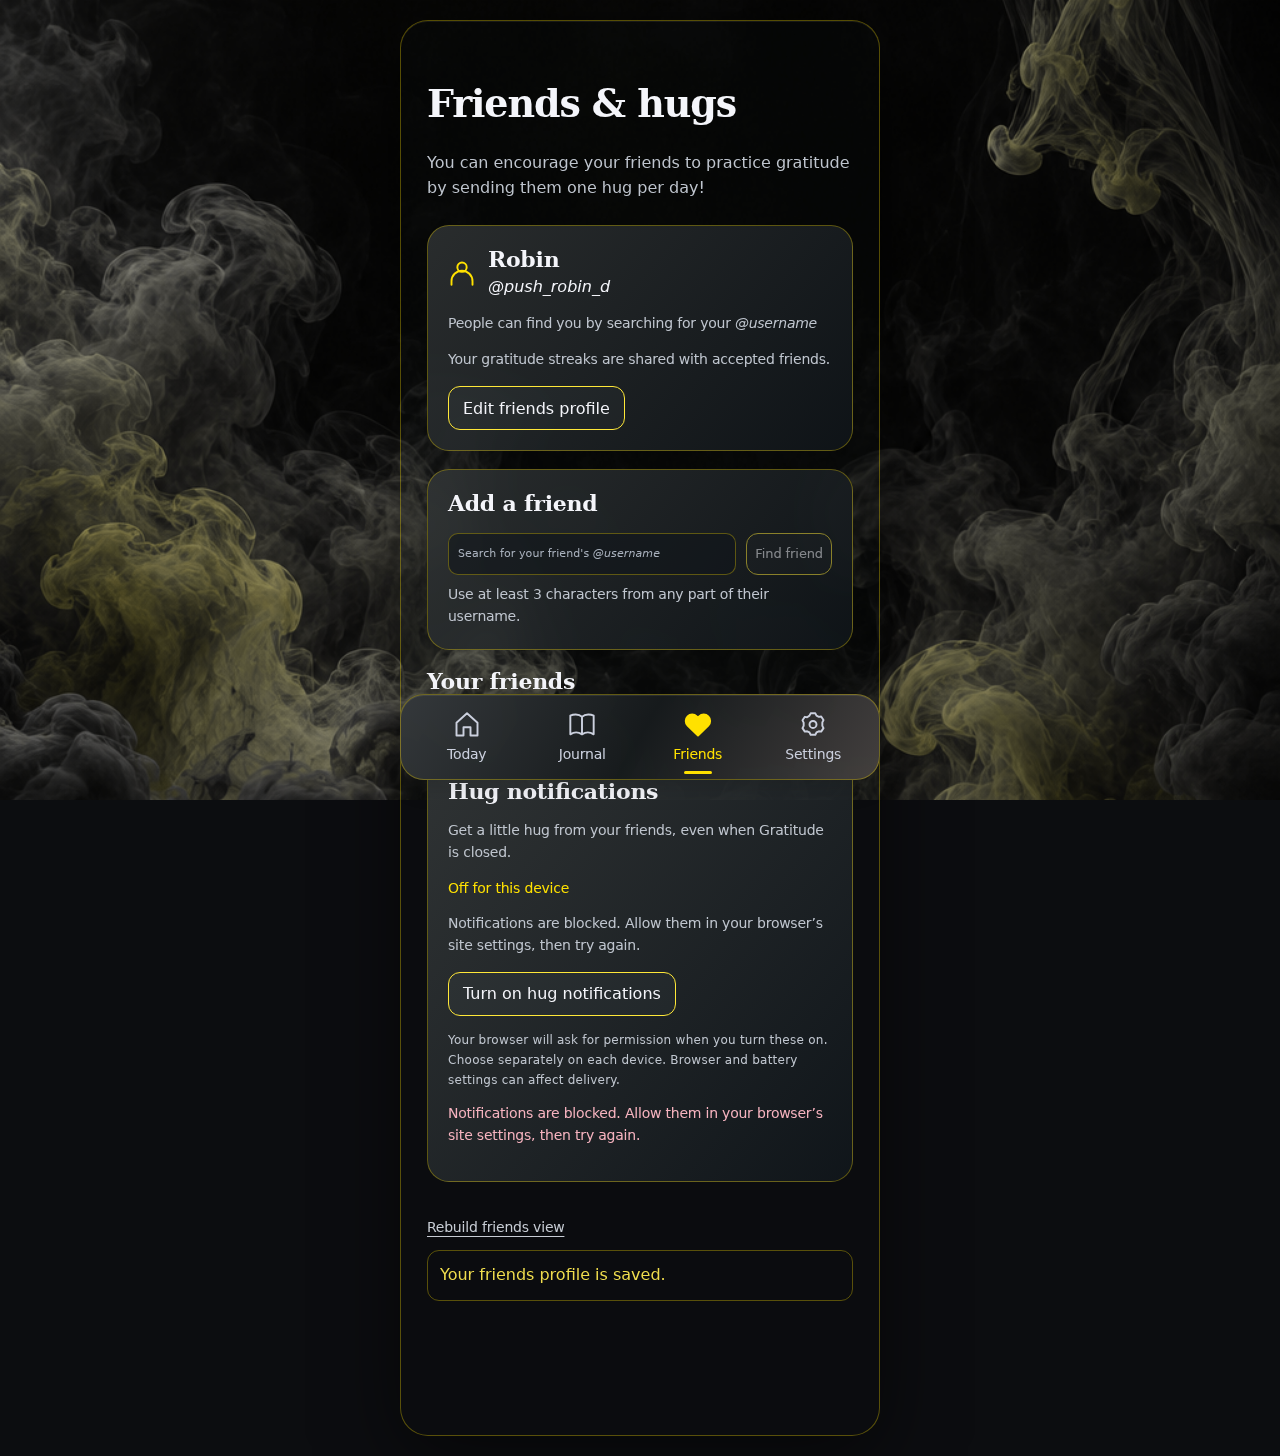 Friends & hugs
You can encourage your friends to practice gratitude
by sending them one hug per day!
Robin
@push_robin_d
People can find you by searching for your @username
Your gratitude streaks are shared with accepted friends.
Edit friends profile
Add a friend
Search for your friend's @username
Find friend
Use at least 3 characters from any part of their
username.
Your friends
Today
Journal
Friends
Settings
Hug notifications
Get a little hug from your friends, even when Gratitude
is closed.
Off for this device
Notifications are blocked. Allow them in your browser’s
site settings, then try again.
Turn on hug notifications
Your browser will ask for permission when you turn these on.
Choose separately on each device. Browser and battery
settings can affect delivery.
Notifications are blocked. Allow them in your browser’s
site settings, then try again.
Rebuild friends view
Your friends profile is saved.